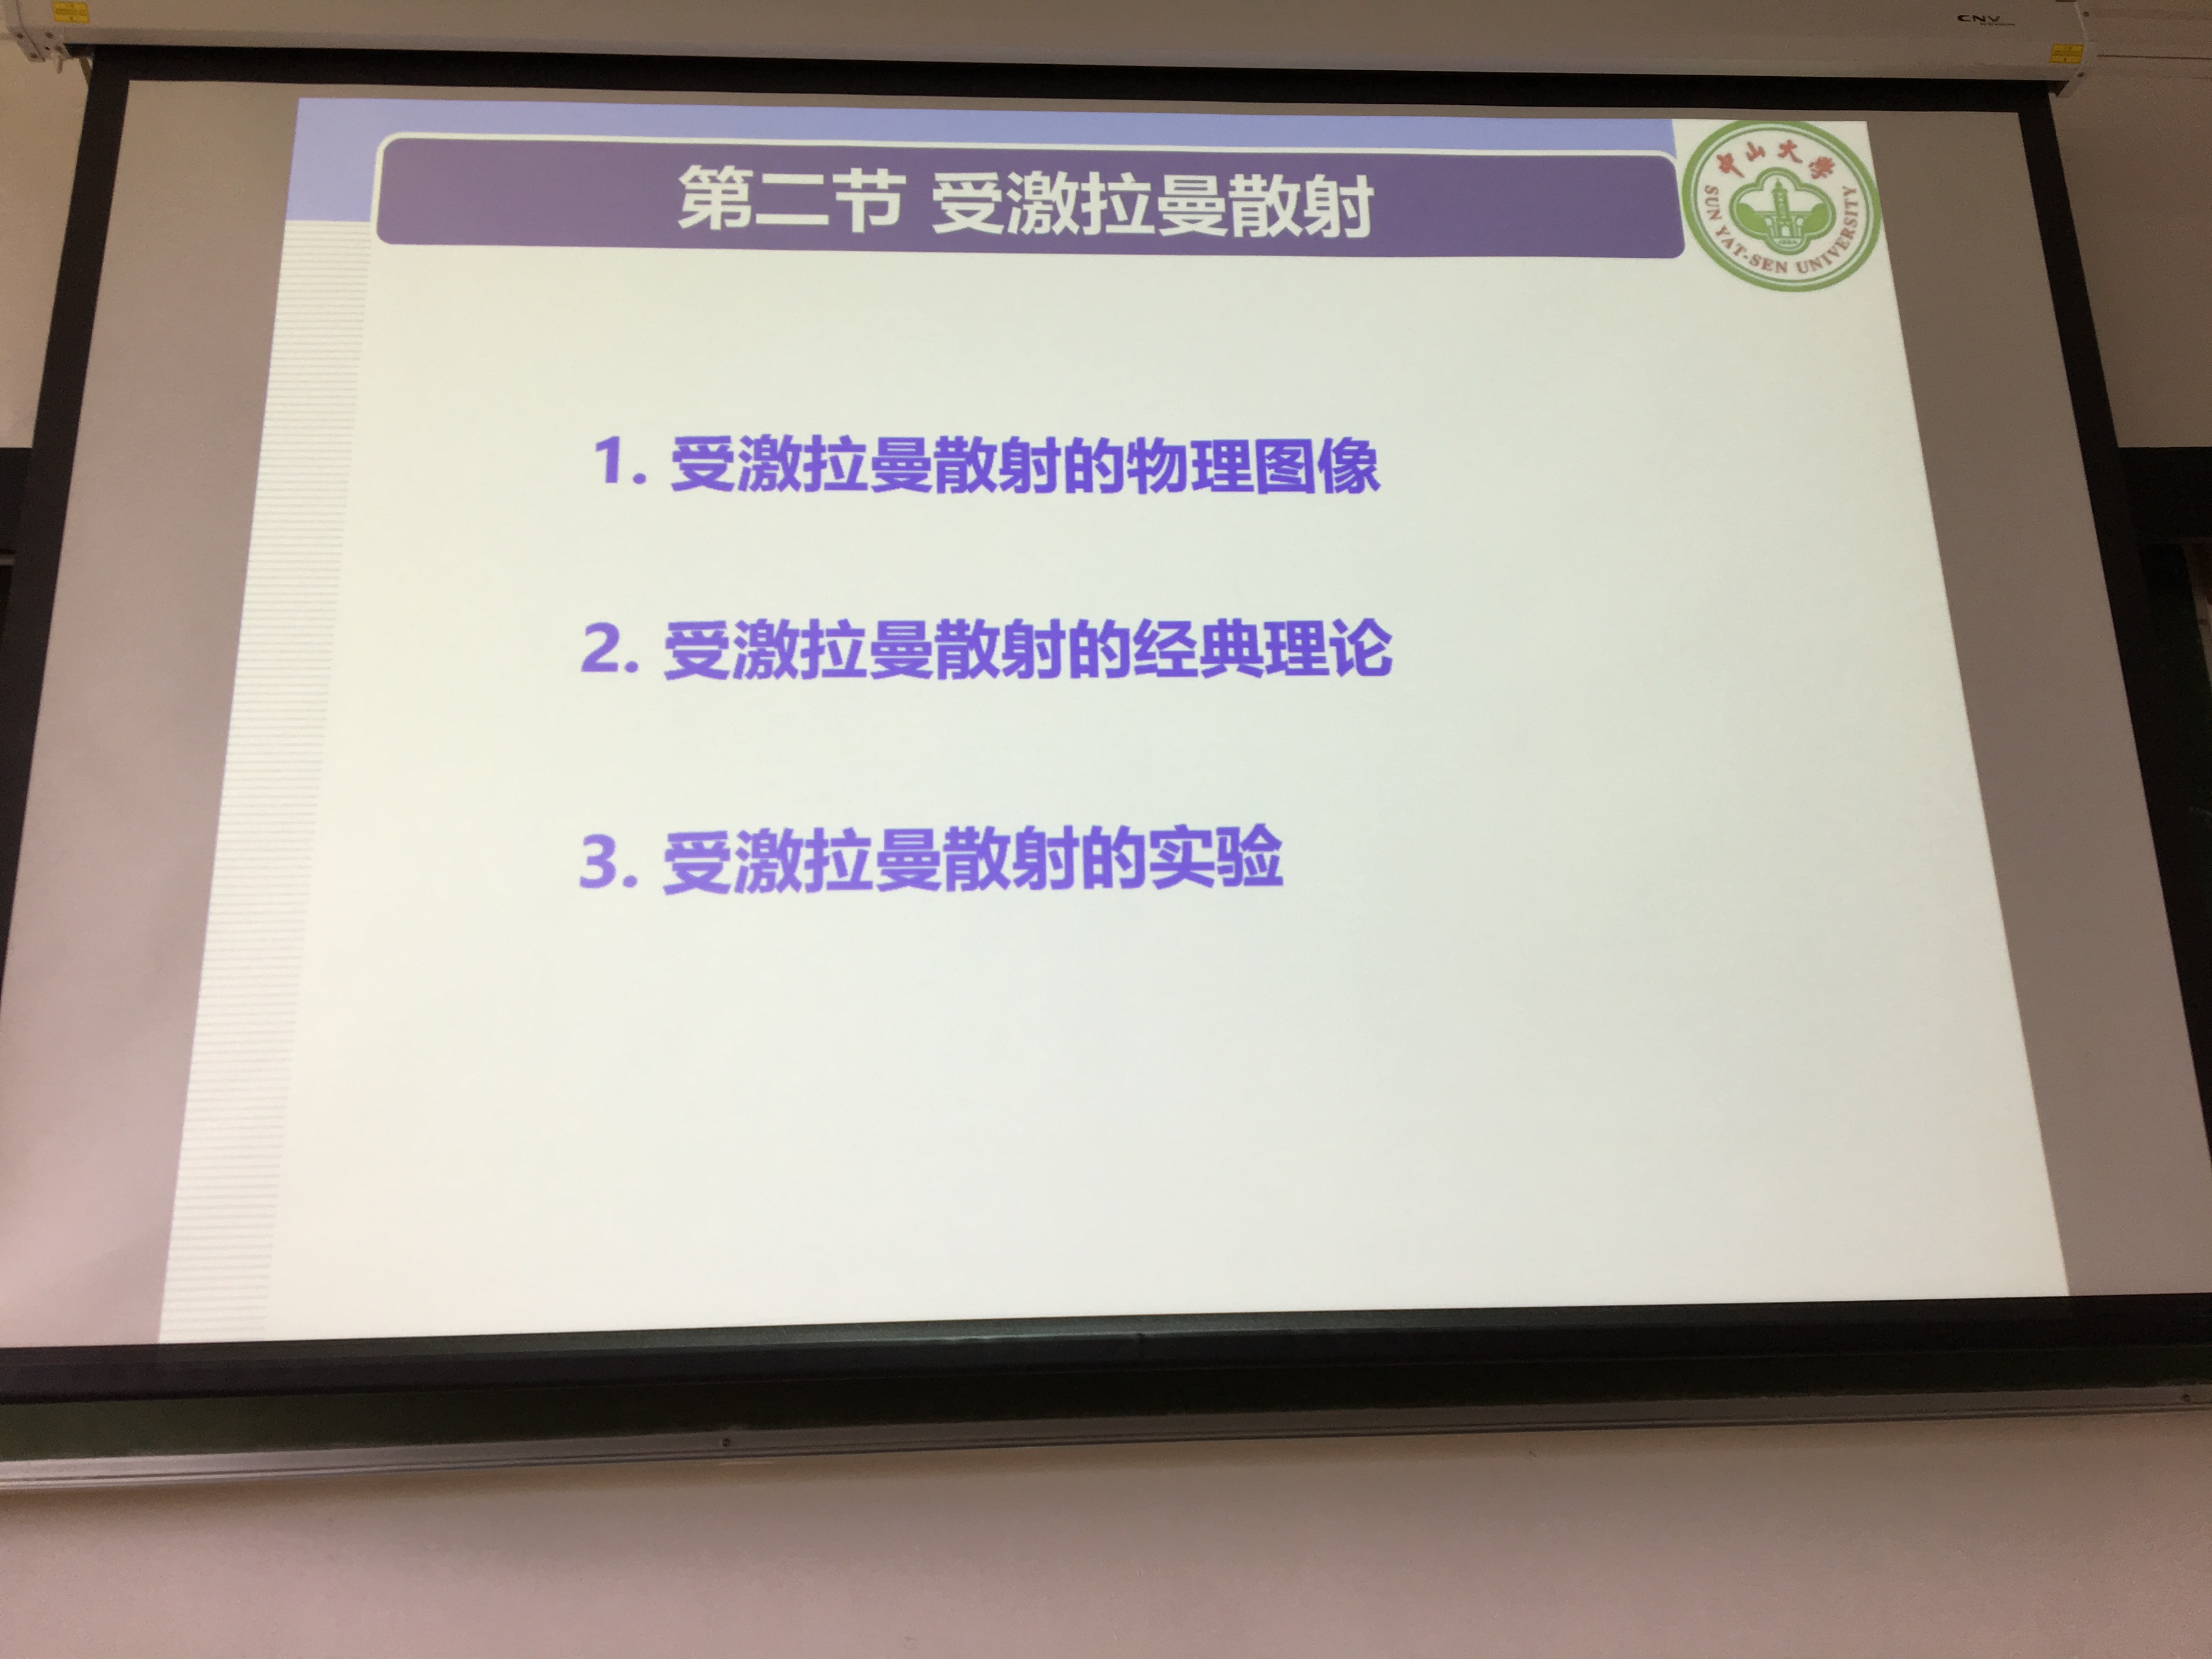 CNV
第二节 受激拉曼散射
中山大学
SUN YAT-SEN UNIVERSITY
1. 受激拉曼散射的物理图像
2. 受激拉曼散射的经典理论
3. 受激拉曼散射的实验